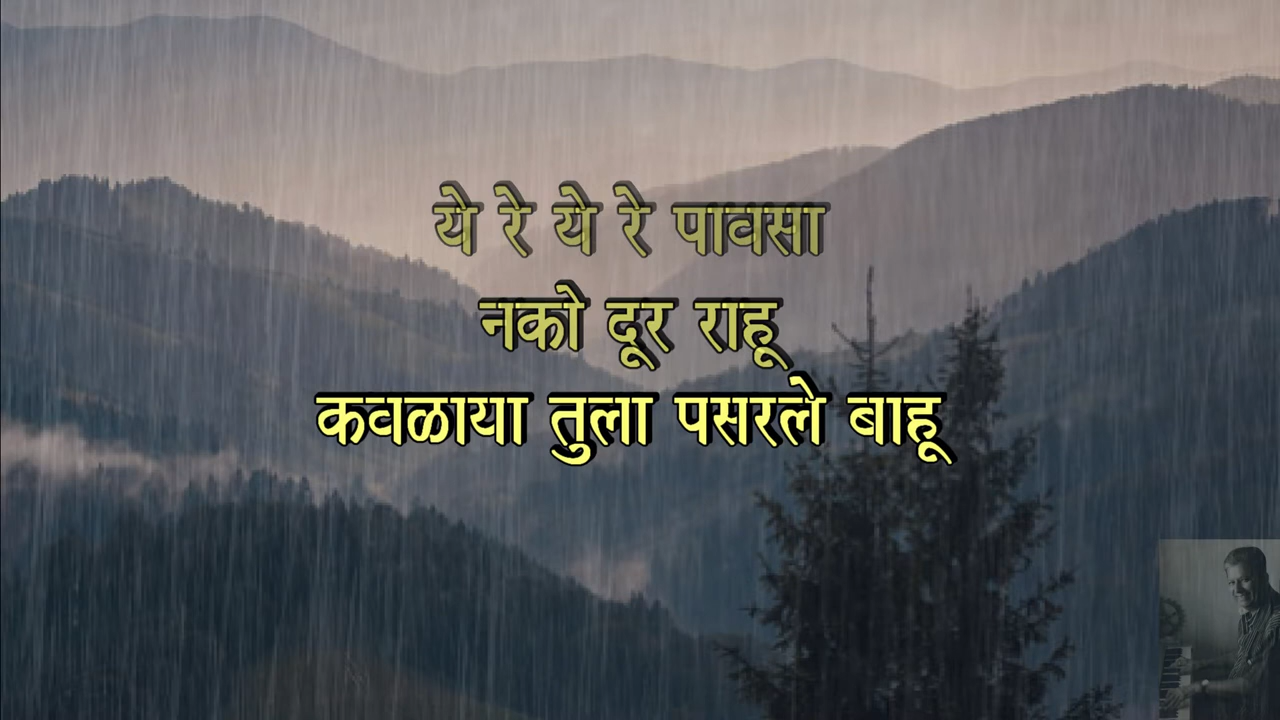 ये रे ये रे पावसा
नको दूर राहू
कवळाया तुला पसरले बाहू